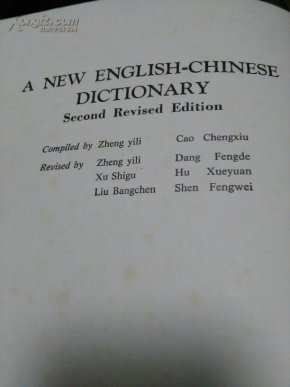 A NEW ENGLISH-CHINESE
DICTIONARY
Second Revised Edition
Compiled by Zheng yili Cao Chengxiu
Revised by Zheng yili Dang Fengde
Xu Shigu Hu Xueyuan
Liu Bangchen Shen Fengwei